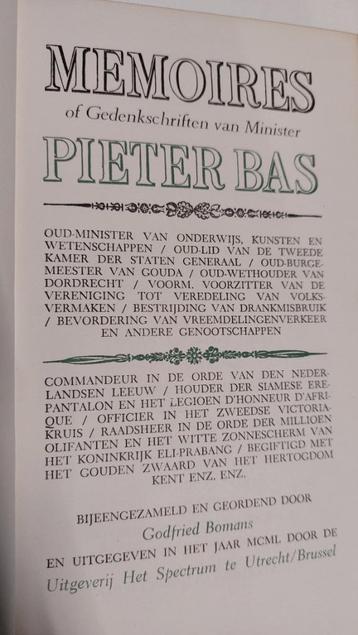 MEMOIRES
of Gedenkschriften van Minister
PIETER BAS
OUD-MINISTER VAN ONDERWIJS, KUNSTEN EN
WETENSCHAPPEN / OUD-LID VAN DE TWEEDE
KAMER DER STATEN GENERAAL / OUD-BURGE-
MEESTER VAN GOUDA / OUD-WETHOUDER VAN
DORDRECHT / VOORM. VOORZITTER VAN DE
VERENIGING TOT VEREDELING VAN VOLKS-
VERMAKEN / BESTRIJDING VAN DRANKMISBRUIK
/ BEVORDERING VAN VREEMDELINGENVERKEER
EN ANDERE GENOOTSCHAPPEN
COMMANDEUR IN DE ORDE VAN DEN NEDER-
LANDSEN LEEUW / HOUDER DER SIAMESE ERE-
PANTALON EN HET LEGIOEN D'HONNEUR D'AFRI-
QUE / OFFICIER IN HET ZWEEDSE VICTORIA-
KRUIS / RAADSHEER IN DE ORDE DER MILLIOEN
OLIFANTEN EN HET WITTE ZONNESCHERM VAN
HET KONINKRIJK ELI-PRABANG / BEGIFTIGD MET
HET GOUDEN ZWAARD VAN HET HERTOGDOM
KENT ENZ. ENZ.
BIJEENGEZAMELD EN GEORDEND DOOR
Godfried Bomans
EN UITGEGEVEN IN HET JAAR MCML DOOR DE
Uitgeverij Het Spectrum te Utrecht/Brussel